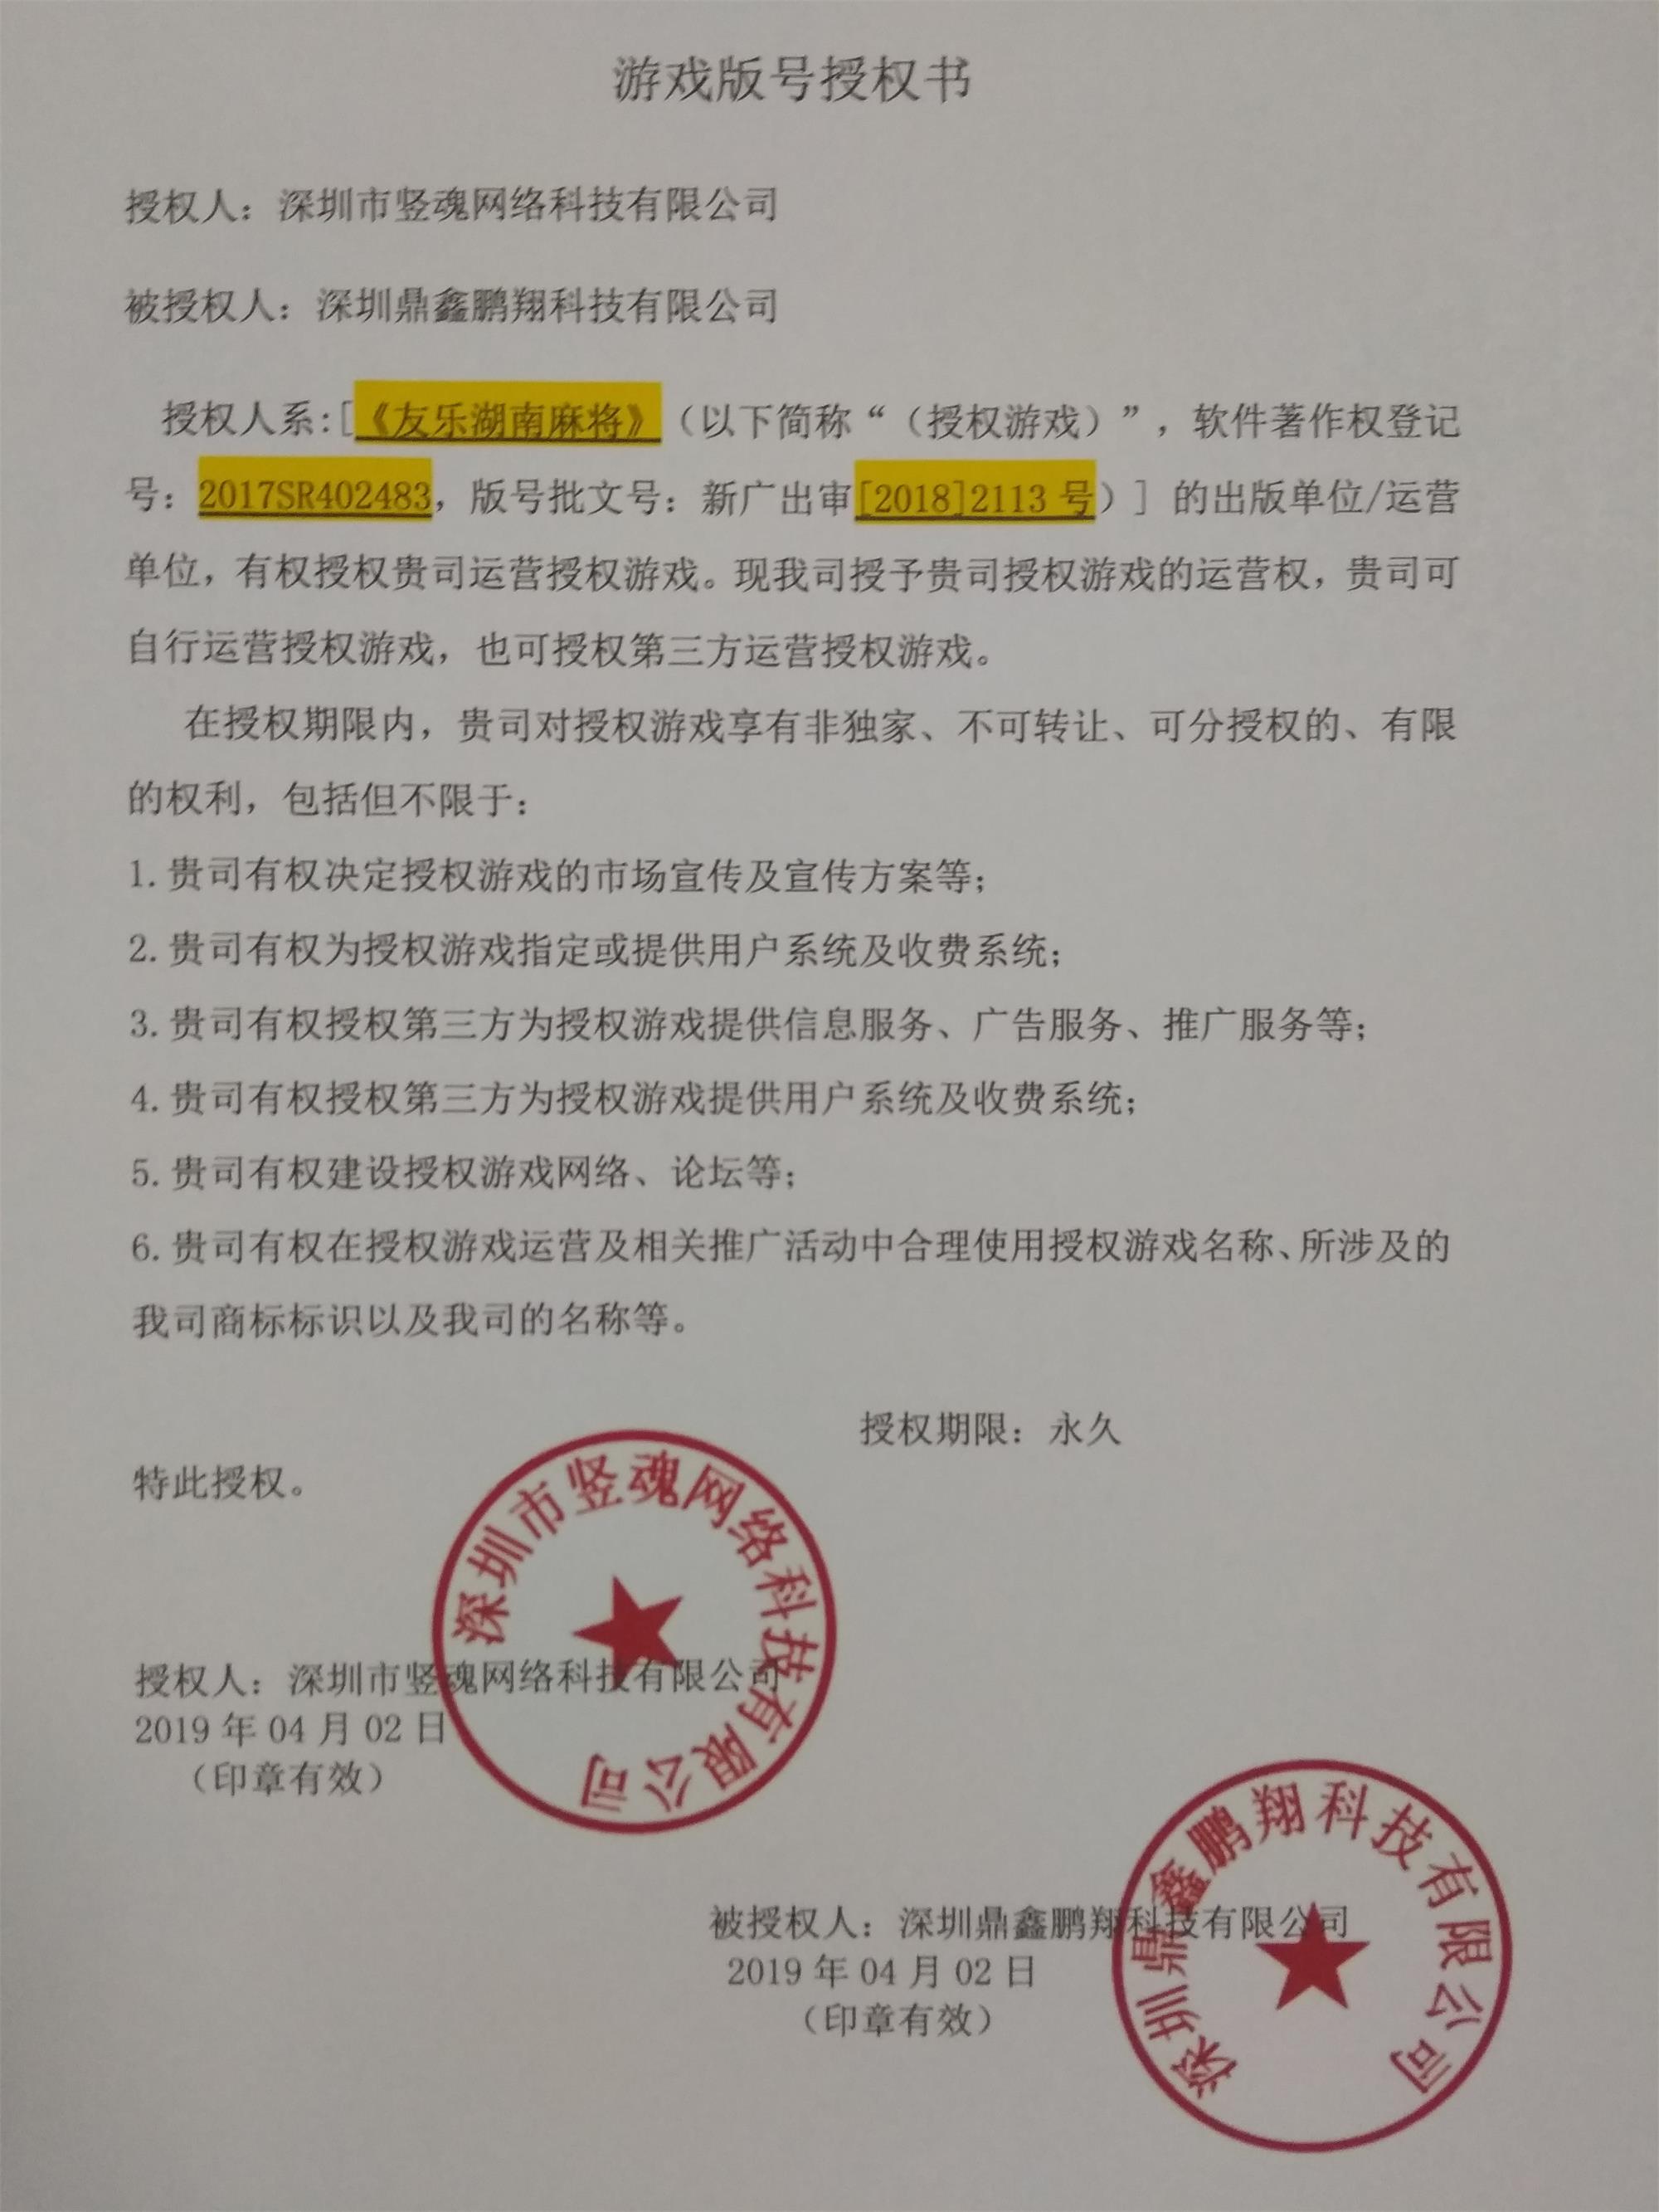 游戏版号授权书
授权人：深圳市竖魂网络科技有限公司
被授权人：深圳鼎鑫鹏翔科技有限公司
授权人系:[《友乐湖南麻将》（以下简称“（授权游戏）”，软件著作权登记
号：2017SR402483，版号批文号：新广出审[2018]2113 号）] 的出版单位/运营
单位，有权授权贵司运营授权游戏。现我司授予贵司授权游戏的运营权，贵司可
自行运营授权游戏，也可授权第三方运营授权游戏。
在授权期限内，贵司对授权游戏享有非独家、不可转让、可分授权的、有限
的权利，包括但不限于：
1. 贵司有权决定授权游戏的市场宣传及宣传方案等；
2. 贵司有权为授权游戏指定或提供用户系统及收费系统；
3. 贵司有权授权第三方为授权游戏提供信息服务、广告服务、推广服务等；
4. 贵司有权授权第三方为授权游戏提供用户系统及收费系统；
5. 贵司有权建设授权游戏网络、论坛等；
6. 贵司有权在授权游戏运营及相关推广活动中合理使用授权游戏名称、所涉及的
我司商标标识以及我司的名称等。
授权期限：永久
特此授权。
深圳市竖魂网络科技有限公司
授权人：深圳市竖魂网络科技有限公司
2019 年 04 月 02 日
（印章有效）
深圳鼎鑫鹏翔科技有限公司
被授权人：深圳鼎鑫鹏翔科技有限公司
2019 年 04 月 02 日
（印章有效）